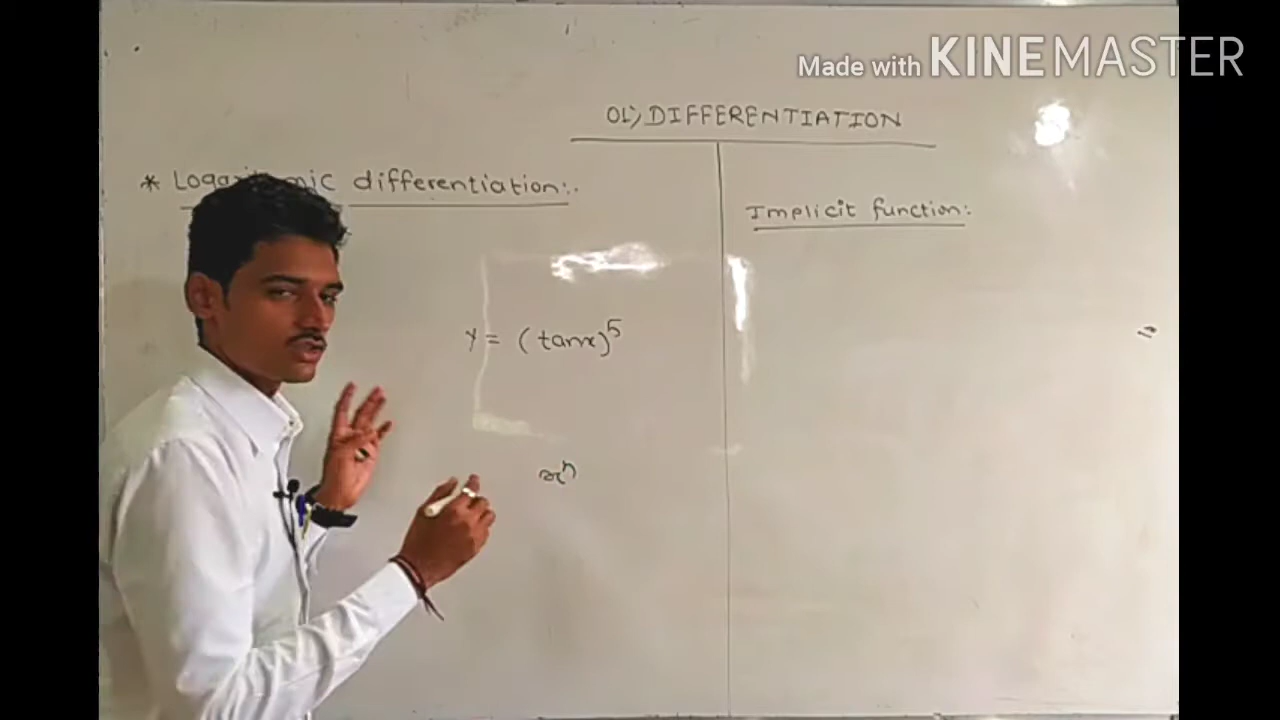 Made with KINEMASTER
01) DIFFERENTIATION
* Logarithmic differentiation:.
Implicit function:
y = (tanx)^5
x^n